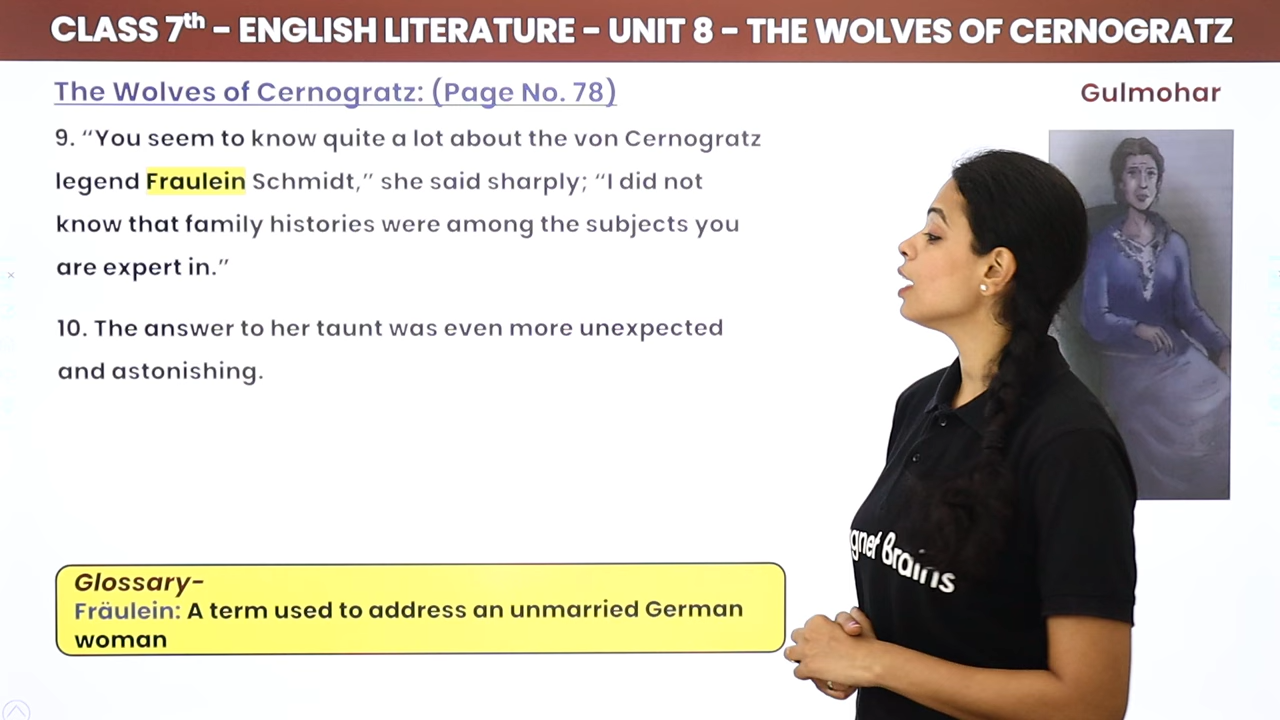 CLASS 7th – ENGLISH LITERATURE – UNIT 8 – THE WOLVES OF CERNOGRATZ
The Wolves of Cernogratz: (Page No. 78)
Gulmohar
9. “You seem to know quite a lot about the von Cernogratz
legend Fraulein Schmidt,” she said sharply; “I did not
know that family histories were among the subjects you
are expert in.”
10. The answer to her taunt was even more unexpected
and astonishing.
Brains
Glossary–
Fräulein: A term used to address an unmarried German
woman